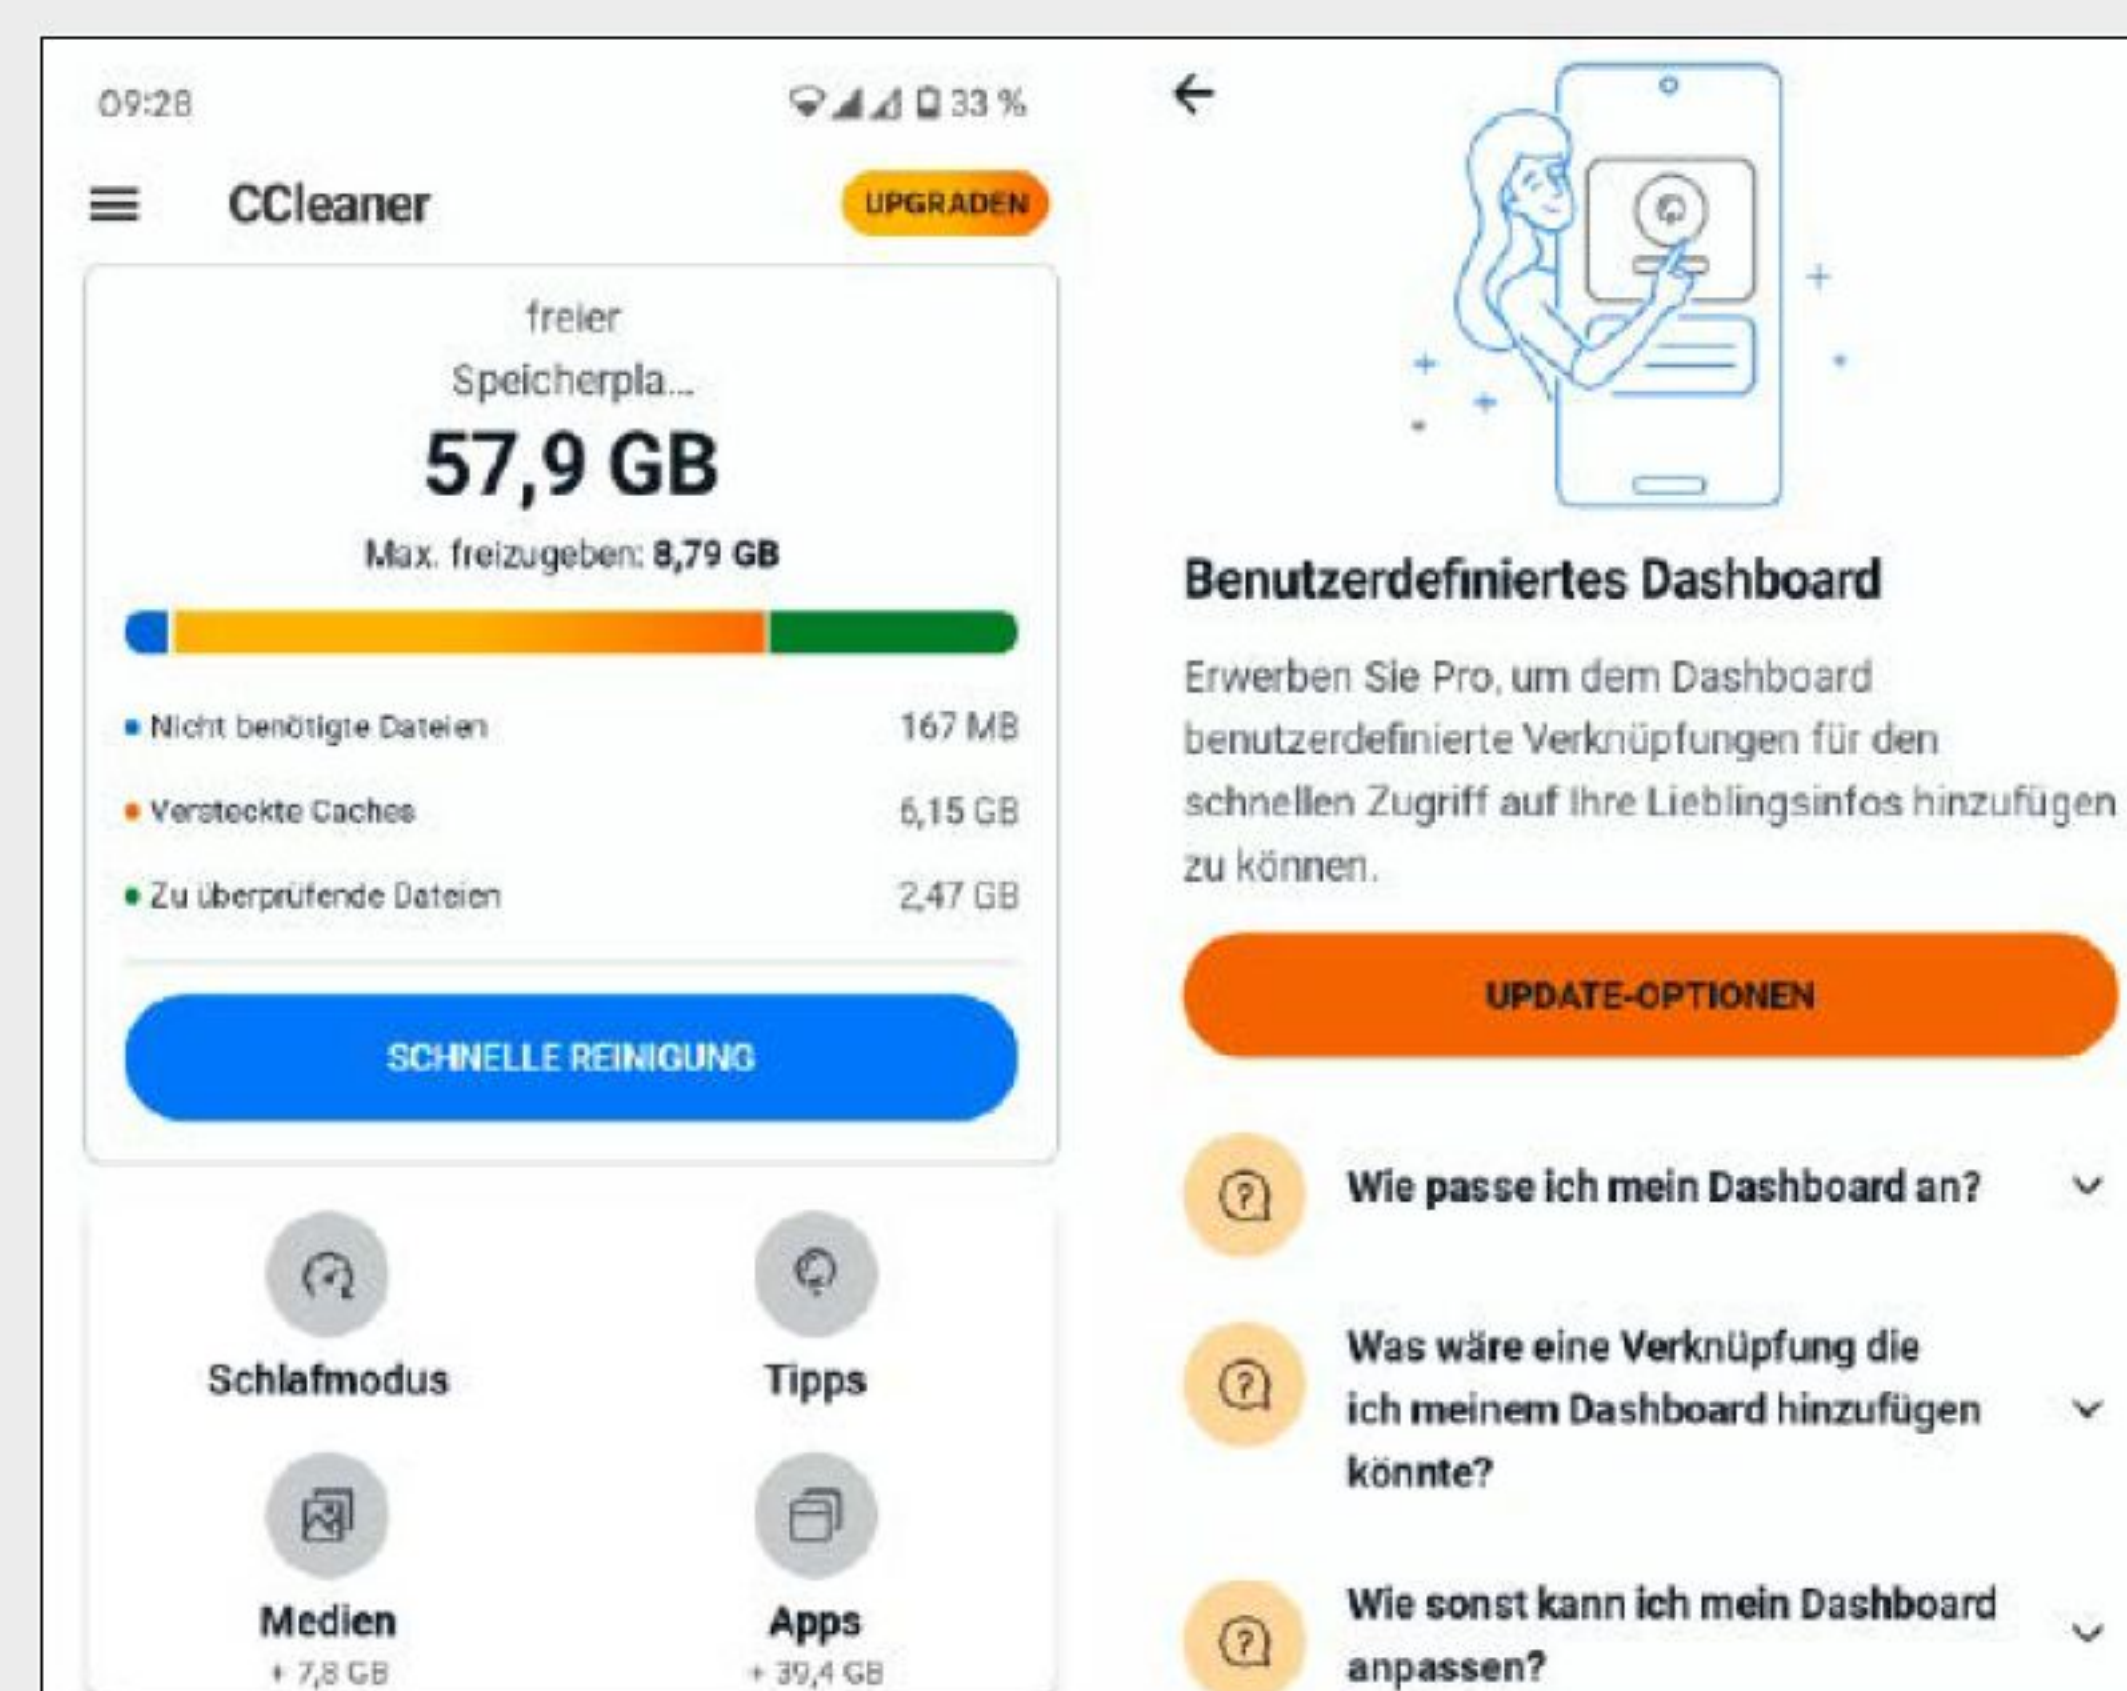 09:28
33 %
CCleaner
UPGRADEN
freier
Speicherpla...
57,9 GB
Max. freizugeben: 8,79 GB
Nicht benötigte Dateien 167 MB
Versteckte Caches 6,15 GB
Zu überprüfende Dateien 2,47 GB
SCHNELLE REINIGUNG
Schlafmodus
Tipps
Medien
+ 7,8 GB
Apps
+ 39,4 GB
Benutzerdefiniertes Dashboard
Erwerben Sie Pro, um dem Dashboard
benutzerdefinierte Verknüpfungen für den
schnellen Zugriff auf Ihre Lieblingsinfos hinzufügen
zu können.
UPDATE-OPTIONEN
Wie passe ich mein Dashboard an?
Was wäre eine Verknüpfung die
ich meinem Dashboard hinzufügen
könnte?
Wie sonst kann ich mein Dashboard
anpassen?